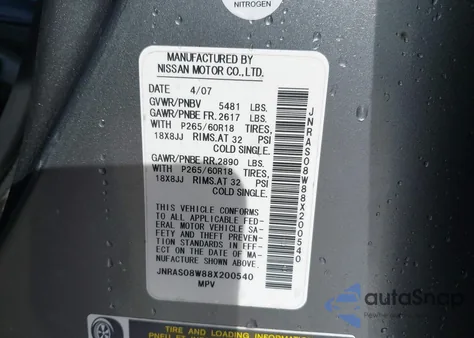 NITROGEN
MANUFACTURED BY
NISSAN MOTOR CO., LTD.
DATE 4/07
GVWR/PNBV 5481 LBS.
GAWR/PNBE FR. 2617 LBS.
WITH P265/60R18 TIRES,
18X8JJ RIMS. AT 32 PSI
COLD SINGLE.
GAWR/PNBE RR. 2890 LBS.
WITH P265/60R18 TIRES,
18X8JJ RIMS. AT 32 PSI
COLD SINGLE.
THIS VEHICLE CONFORMS
TO ALL APPLICABLE FED-
ERAL MOTOR VEHICLE SA-
FETY AND THEFT PREVEN-
TION STANDARDS IN EFF-
ECT ON THE DATE OF
MANUFACTURE SHOWN ABOVE.
JNRAS08W88X200540
MPV
JNRAS08W88X200540
autoSnap
TIRE AND LOADING INFORMATION